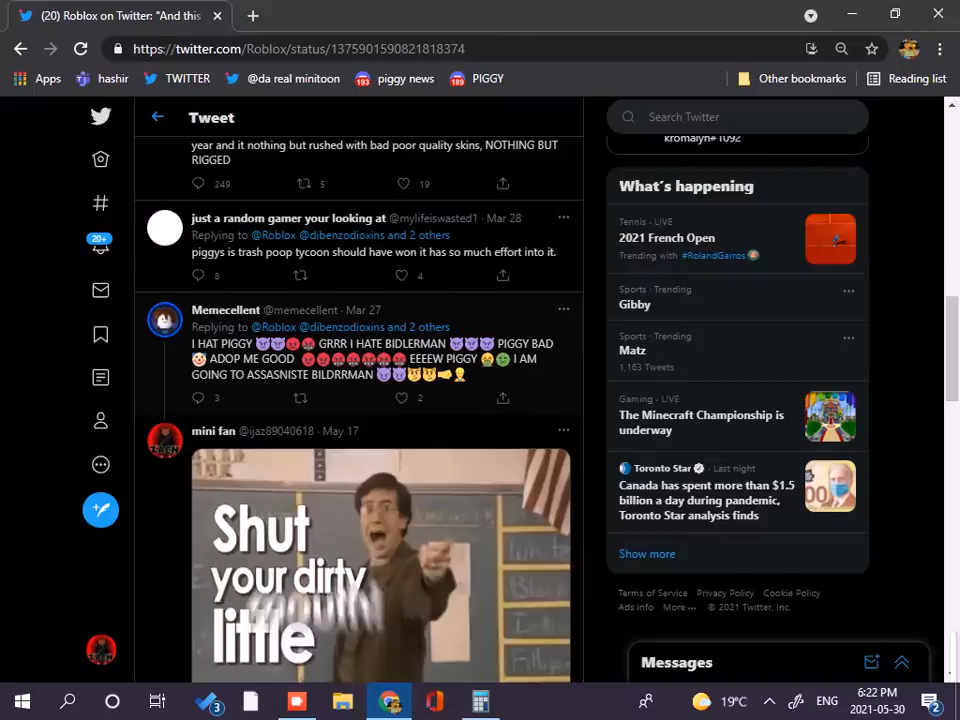 (20) Roblox on Twitter: "And this
https://twitter.com/Roblox/status/1375901590821818374
Apps
hashir
TWITTER
@da real minitoon
193
piggy news
189
PIGGY
Other bookmarks
Reading list
Tweet
Search Twitter
kromalyn#1092
year and it nothing but rushed with bad poor quality skins, NOTHING BUT
RIGGED
249 5 19
just a random gamer your looking at @mylifeiswasted1 · Mar 28
Replying to @Roblox @dibenzodioxins and 2 others
piggys is trash poop tycoon should have won it has so much effort into it.
8 4
20+
Memecellent @memecellent · Mar 27
Replying to @Roblox @dibenzodioxins and 2 others
I HAT PIGGY 😈😈😡🤬 GRRR I HATE BIDLERMAN 😈😈😈 PIGGY BAD
🤡 ADOP ME GOOD 😡😡🤬🤬🤬🤬🤬 EEEEW PIGGY 😫🤢 I AM
GOING TO ASSASNISTE BILDRRMAN 😈😈😼😼🤜👨‍🦲
3 2
mini fan @ijaz89040618 · May 17
Shut
your dirty
little
What's happening
Tennis · LIVE
2021 French Open
Trending with #RolandGarros
Sports · Trending
Gibby
Sports · Trending
Matz
1,163 Tweets
Gaming · LIVE
The Minecraft Championship is
underway
Toronto Star · Last night
Canada has spent more than $1.5
billion a day during pandemic,
Toronto Star analysis finds
Show more
Terms of Service Privacy Policy Cookie Policy
Ads info More ··· © 2021 Twitter, Inc.
Messages
3
19°C
ENG
6:22 PM
2021-05-30
2